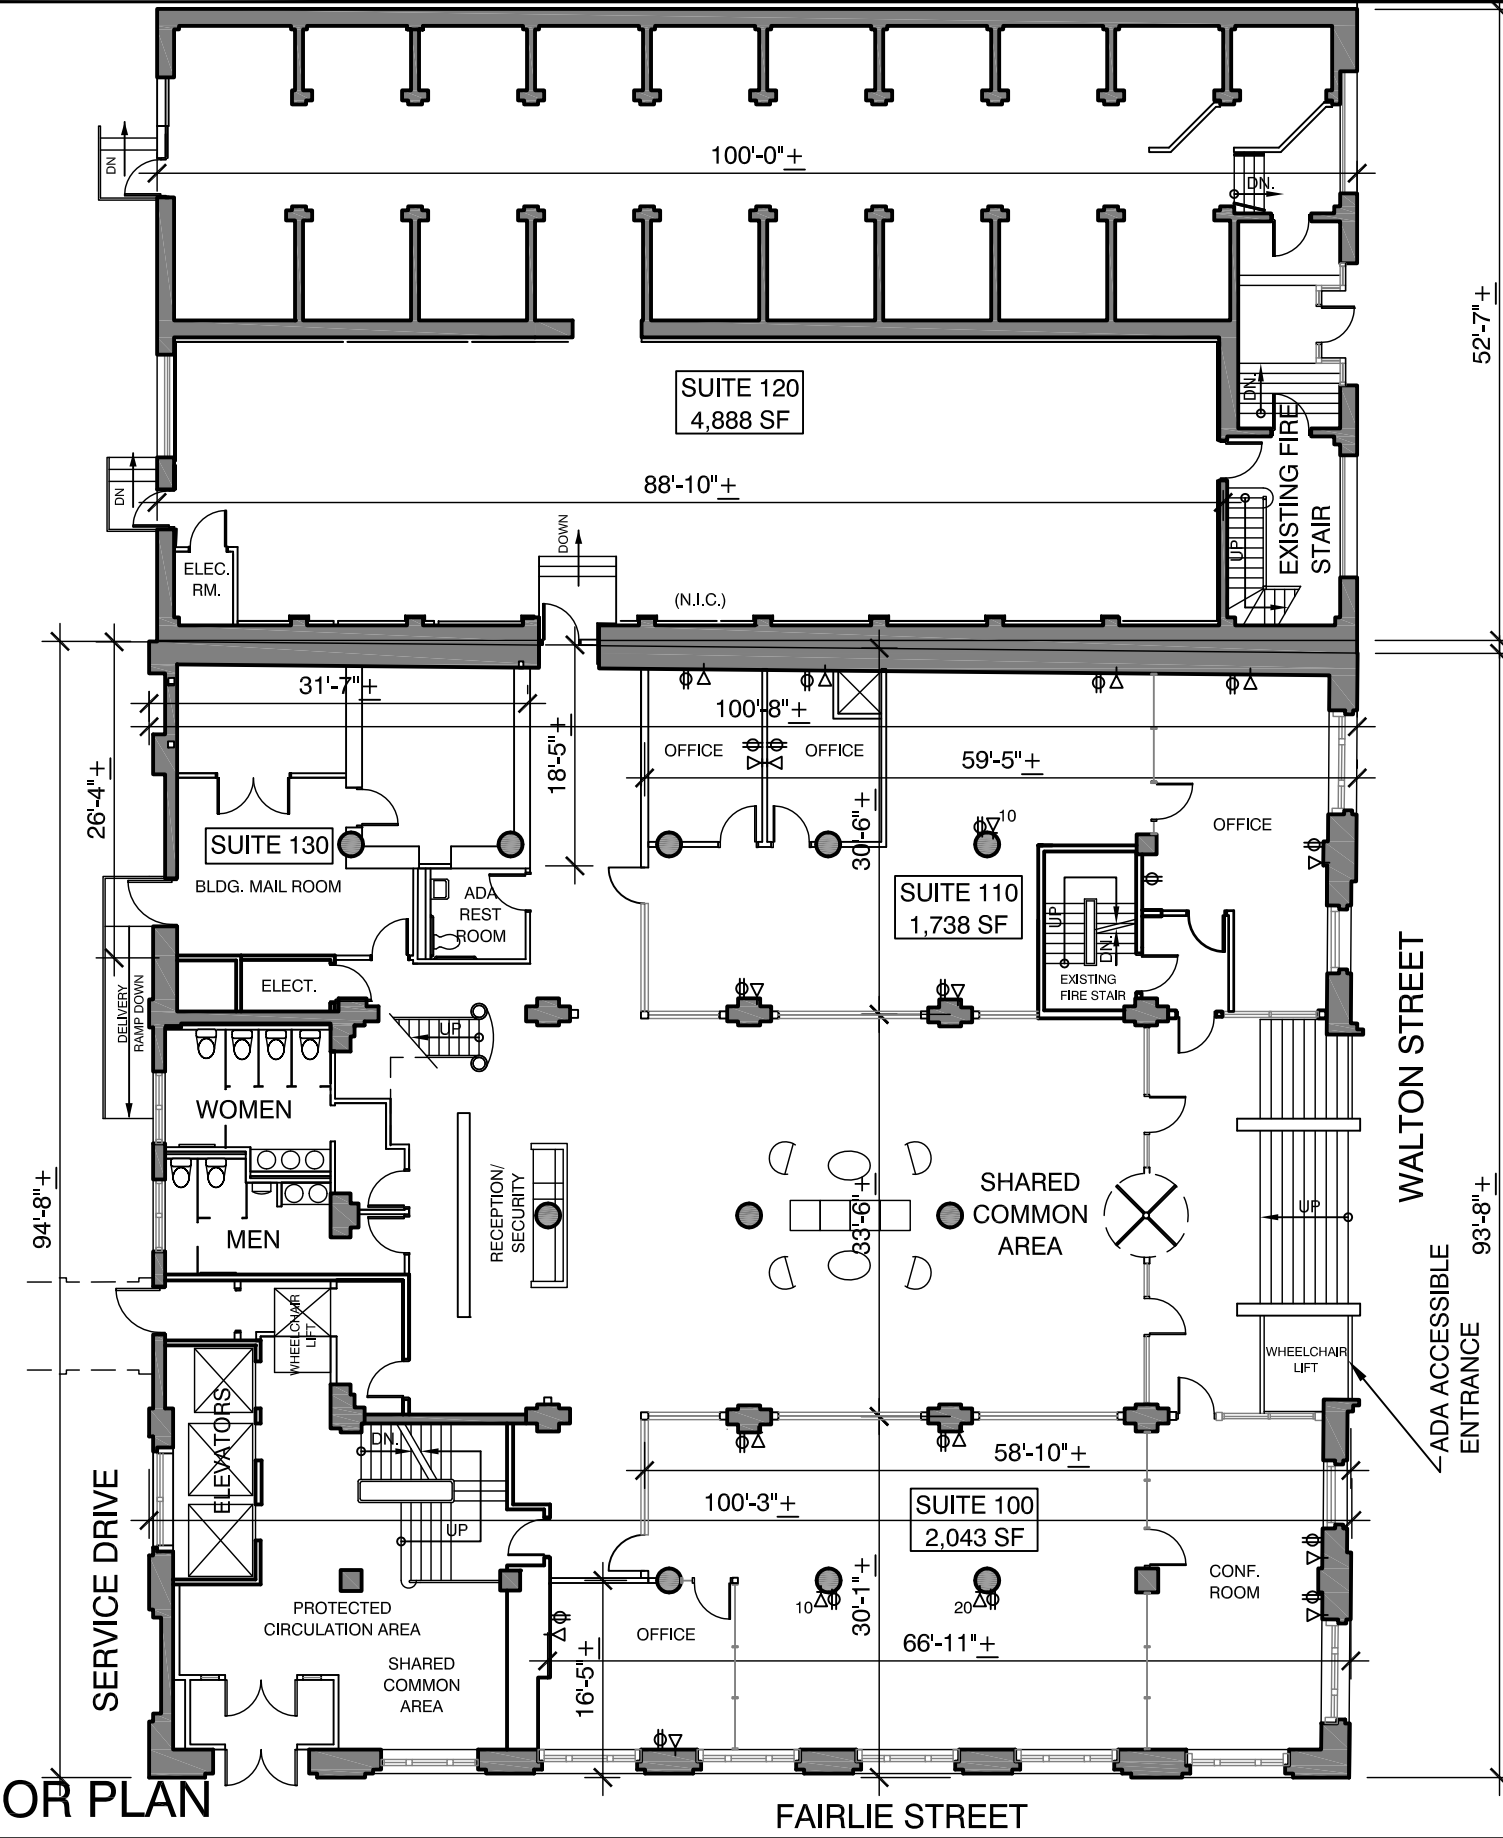 100'-0"±
DN
DN.
52'-7"±
SUITE 120
4,888 SF
DN.
EXISTING FIRE
STAIR
88'-10"±
DN
UP
DOWN
ELEC.
RM.
(N.I.C.)
31'-7"±
100'-8"±
18'-5"±
OFFICE
OFFICE
59'-5"±
26'-4"±
30'-6"±
10
OFFICE
SUITE 130
BLDG. MAIL ROOM
ADA
REST
ROOM
SUITE 110
1,738 SF
UP
DN.
EXISTING
FIRE STAIR
ELECT.
DELIVERY
RAMP DOWN
UP
WALTON STREET
WOMEN
RECEPTION/
SECURITY
SHARED
COMMON
AREA
33'-6"±
UP
94'-8"±
MEN
93'-8"±
ADA ACCESSIBLE
ENTRANCE
WHEELCHAIR
LIFT
WHEELCHAIR
LIFT
ELEVATORS
DN.
58'-10"±
SERVICE DRIVE
100'-3"±
SUITE 100
2,043 SF
UP
CONF.
ROOM
PROTECTED
CIRCULATION AREA
10
20
30'-1"±
OFFICE
66'-11"±
SHARED
COMMON
AREA
16'-5"±
OR PLAN
FAIRLIE STREET